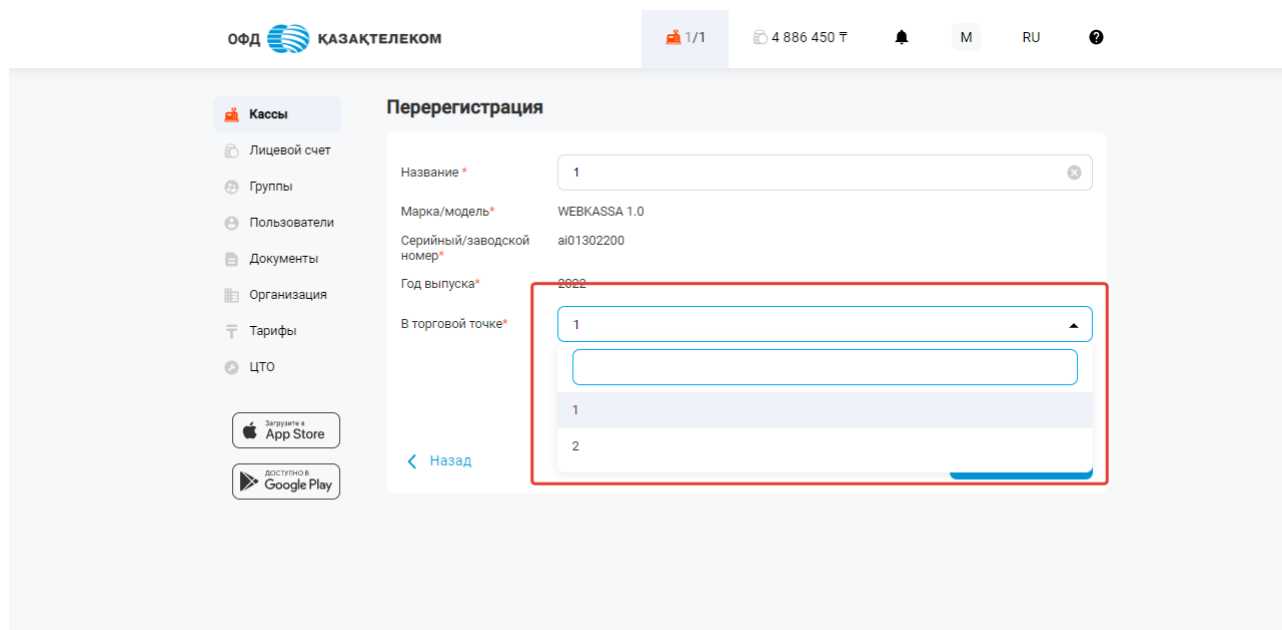 ОФД ҚАЗАҚТЕЛЕКОМ
1/1
4 886 450 ₸
M
RU
?
Кассы
Лицевой счет
Группы
Пользователи
Документы
Организация
Тарифы
ЦТО
Загрузите в
App Store
ДОСТУПНО В
Google Play
Перерегистрация
Название *
1
Марка/модель*
WEBKASSA 1.0
Серийный/заводской
номер*
ai01302200
Год выпуска*
2022
В торговой точке*
1
1
2
Назад